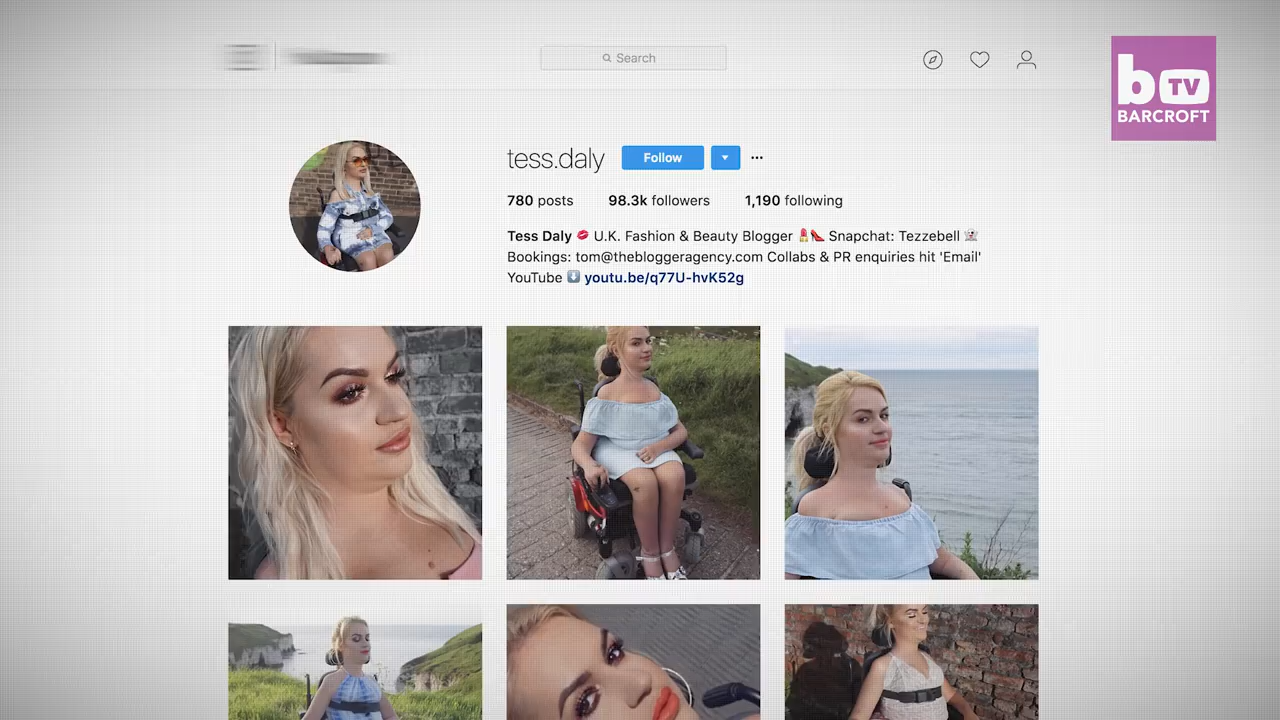 Search
b TV
BARCROFT
tess.daly Follow ...
780 posts 98.3k followers 1,190 following
Tess Daly 💋 U.K. Fashion & Beauty Blogger 💄👠 Snapchat: Tezzebell 👻
Bookings: tom@thebloggeragency.com Collabs & PR enquiries hit 'Email'
YouTube ⬇️ youtu.be/q77U-hvK52g